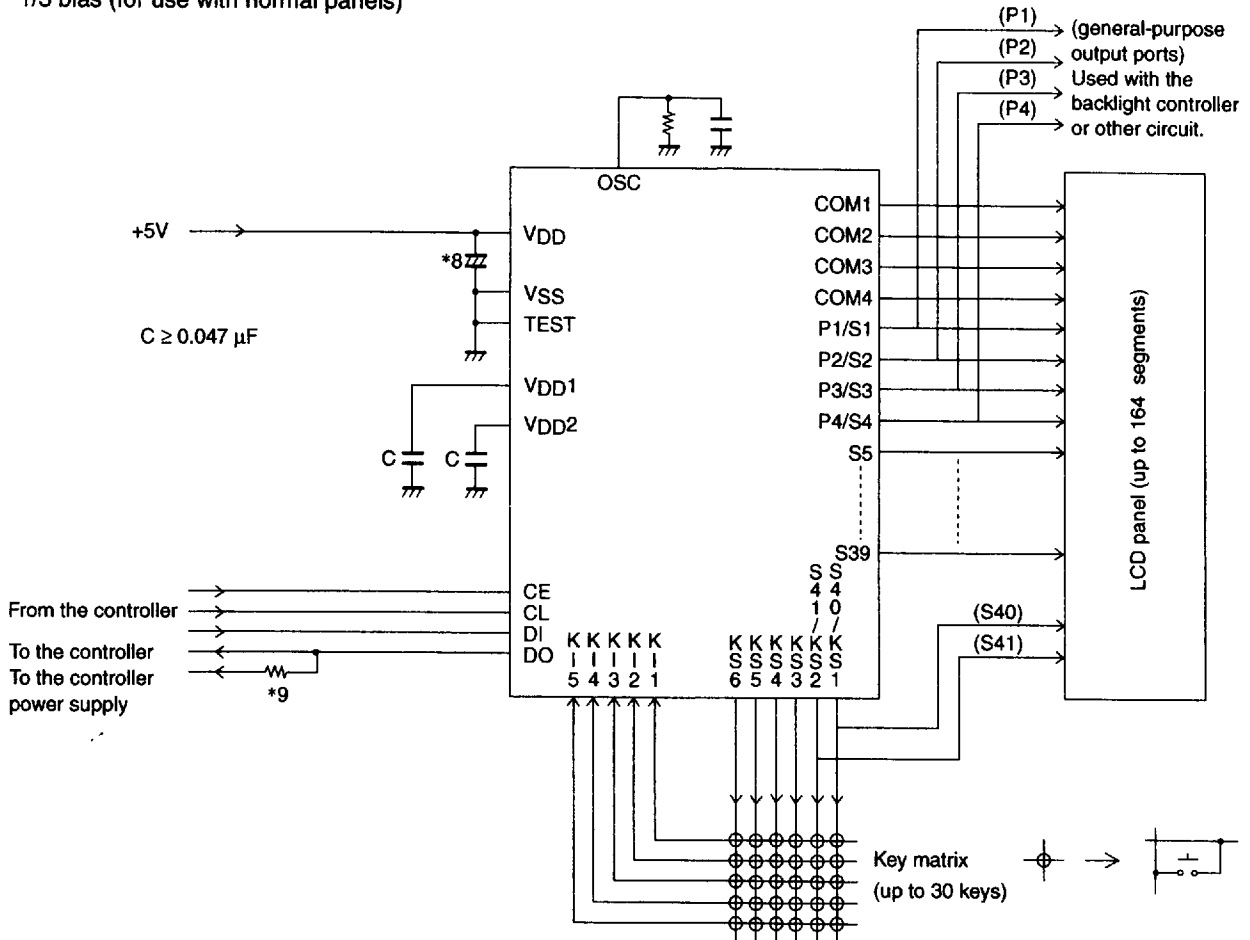 1/3 bias (for use with normal panels)
(P1)
(P2)
(P3)
(P4)
(general-purpose
output ports)
Used with the
backlight controller
or other circuit.
OSC
+5V
VDD
*8
VSS
TEST
C ≥ 0.047 μF
VDD1
VDD2
C
C
COM1
COM2
COM3
COM4
P1/S1
P2/S2
P3/S3
P4/S4
S5
S39
LCD panel (up to 164 segments)
(S40)
(S41)
From the controller
To the controller
To the controller
power supply
*9
CE
CL
DI
DO
KI5
KI4
KI3
KI2
KI1
KS6
KS5
KS4
KS3
S41/KS2
S40/KS1
Key matrix
(up to 30 keys)